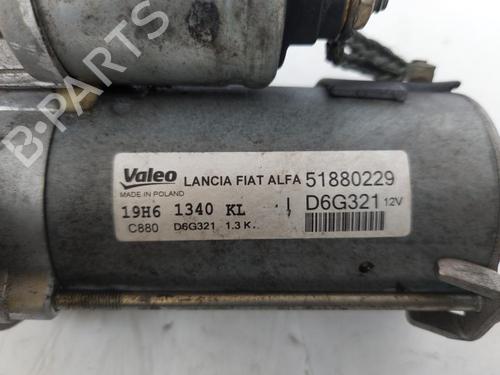 B-PARTS
Valeo LANCIA FIAT ALFA 51880229
MADE IN POLAND
19H6 1340 KL D6G321 12V
C880 D6G321 1.3 K.